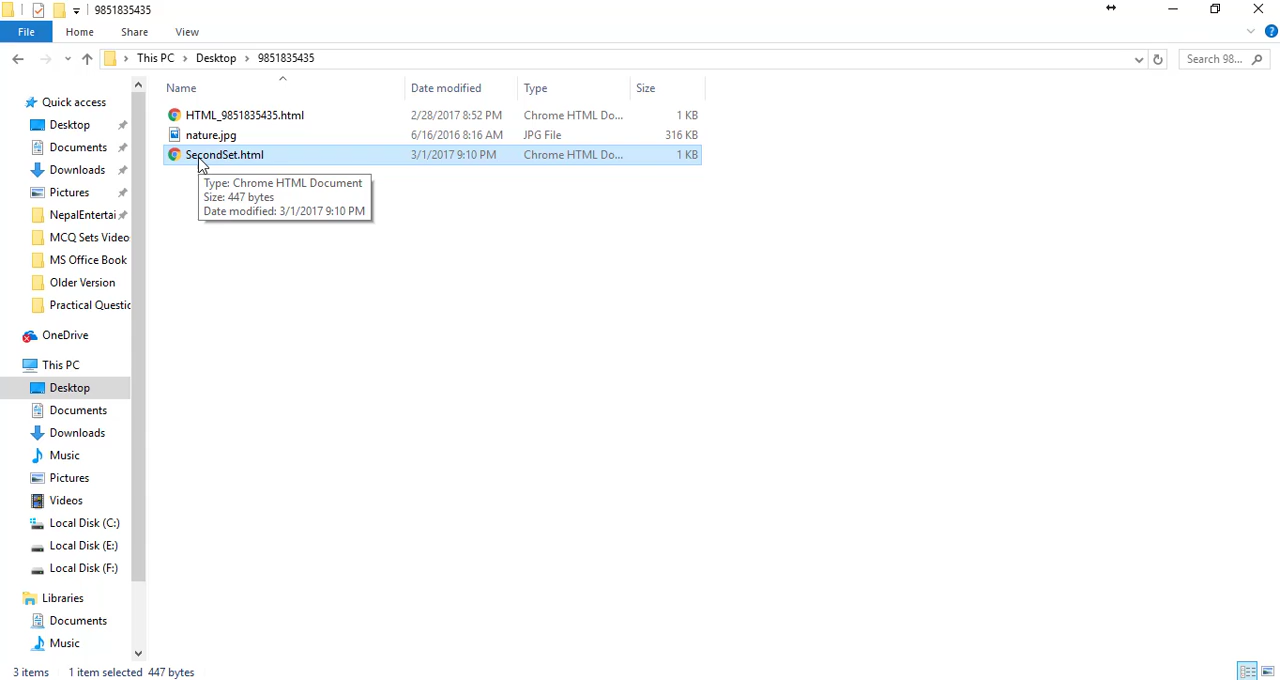 9851835435
File Home Share View
This PC Desktop 9851835435 Search 98...
Name Date modified Type Size
HTML_9851835435.html 2/28/2017 8:52 PM Chrome HTML Do... 1 KB
nature.jpg 6/16/2016 8:16 AM JPG File 316 KB
SecondSet.html 3/1/2017 9:10 PM Chrome HTML Do... 1 KB
Type: Chrome HTML Document
Size: 447 bytes
Date modified: 3/1/2017 9:10 PM
Quick access
Desktop
Documents
Downloads
Pictures
NepalEntertai
MCQ Sets Video
MS Office Book
Older Version
Practical Questic
OneDrive
This PC
Desktop
Documents
Downloads
Music
Pictures
Videos
Local Disk (C:)
Local Disk (E:)
Local Disk (F:)
Libraries
Documents
Music
3 items 1 item selected 447 bytes